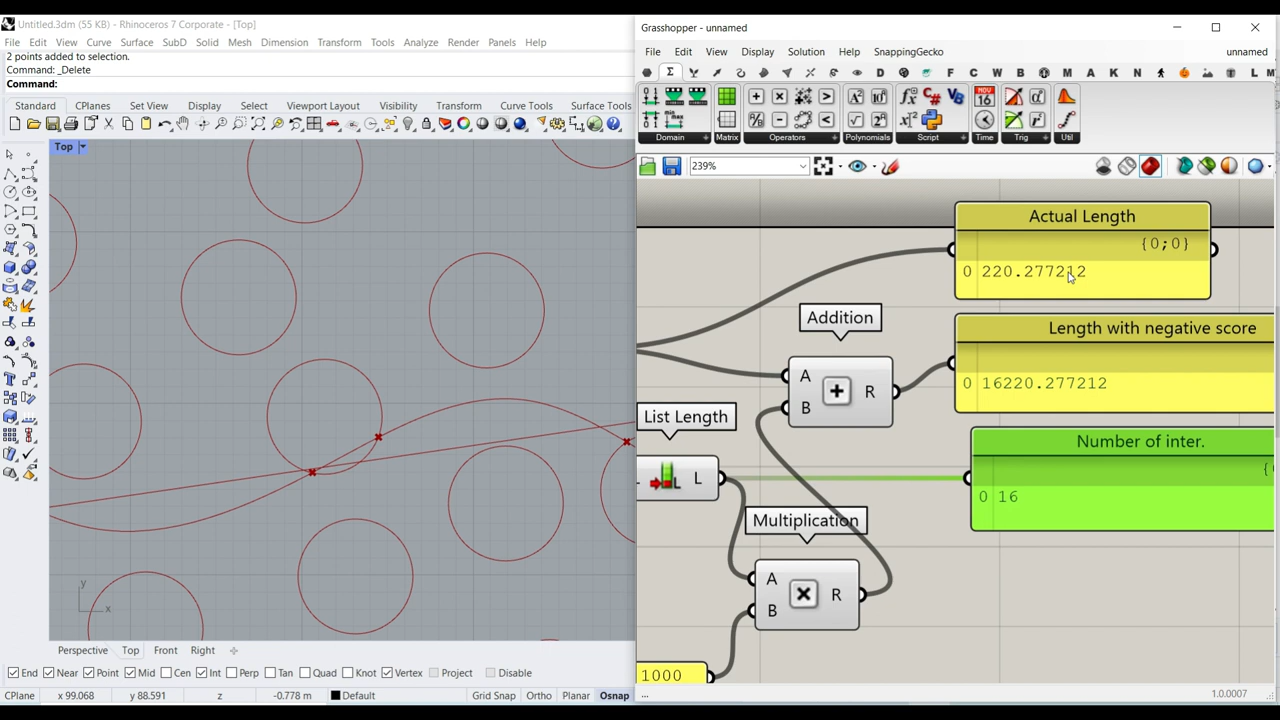 Untitled.3dm (55 KB) - Rhinoceros 7 Corporate - [Top]
File Edit View Curve Surface SubD Solid Mesh Dimension Transform Tools Analyze Render Panels Help
2 points added to selection.
Command: _Delete
Command:
Standard CPlanes Set View Display Select Viewport Layout Visibility Transform Curve Tools Surface Tools
Top
y
x
Perspective Top Front Right
End Near Point Mid Cen Int Perp Tan Quad Knot Vertex Project Disable
CPlane x 99.068 y 88.591 z -0.778 m Default Grid Snap Ortho Planar Osnap
Grasshopper - unnamed
File Edit View Display Solution Help SnappingGecko unnamed
Domain Matrix Operators Polynomials Script Time Trig Util
239%
Actual Length
{0;0}
0 220.277212
Addition
Length with negative score
A
B
R
0 16220.277212
List Length
Number of inter.
L
0 16
Multiplication
A
B
R
1000
...
1.0.0007